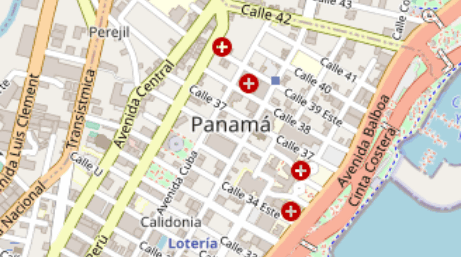 Calle 42
Calle 43
Calle Co
Perejil
Calle 41
Avenida Central
Calle 40
Calle 37
Calle 39 Este
Transístmica
Avenida Luis Clement
Panamá
Calle 38
Avenida Balboa
Cinta Costera
Calle 37
Calle U
Avenida Cuba
a Nacional
Calle 34 Este
Calidonia
Perú
Lotería
Calle 33